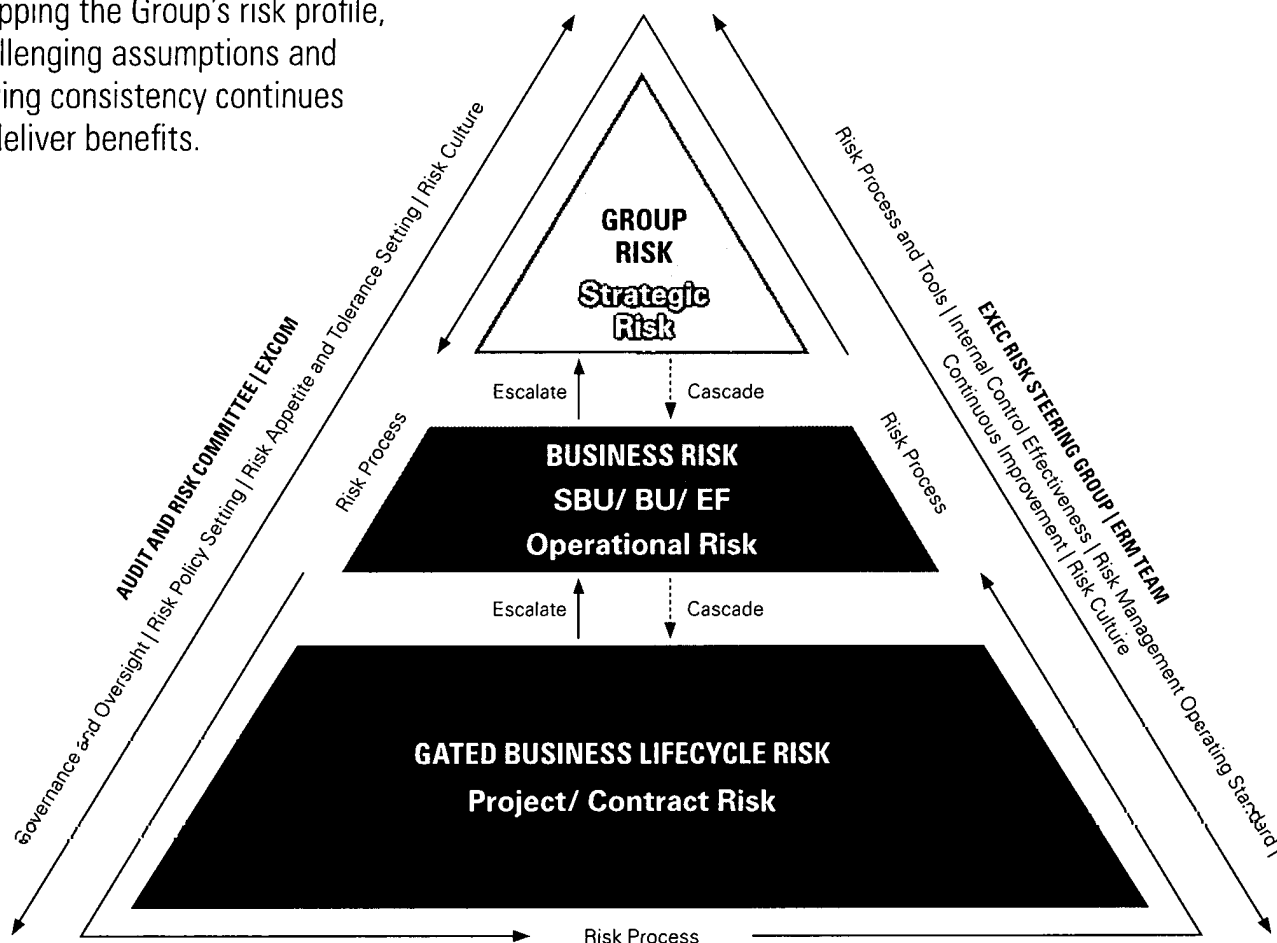 pping the Group's risk profile,
llenging assumptions and
ring consistency continues
deliver benefits.
GROUP
RISK
Strategic
Risk
Escalate
Cascade
BUSINESS RISK
SBU/ BU/ EF
Operational Risk
Escalate
Cascade
GATED BUSINESS LIFECYCLE RISK
Project/ Contract Risk
Risk Process
Risk Process
Risk Process
AUDIT AND RISK COMMITTEE | EXCOM
Governance and Oversight | Risk Policy Setting | Risk Appetite and Tolerance Setting | Risk Culture
EXEC RISK STEERING GROUP | ERM TEAM
Risk Process and Tools | Internal Control Effectiveness | Risk Management Operating Standard |
Continuous Improvement | Risk Culture